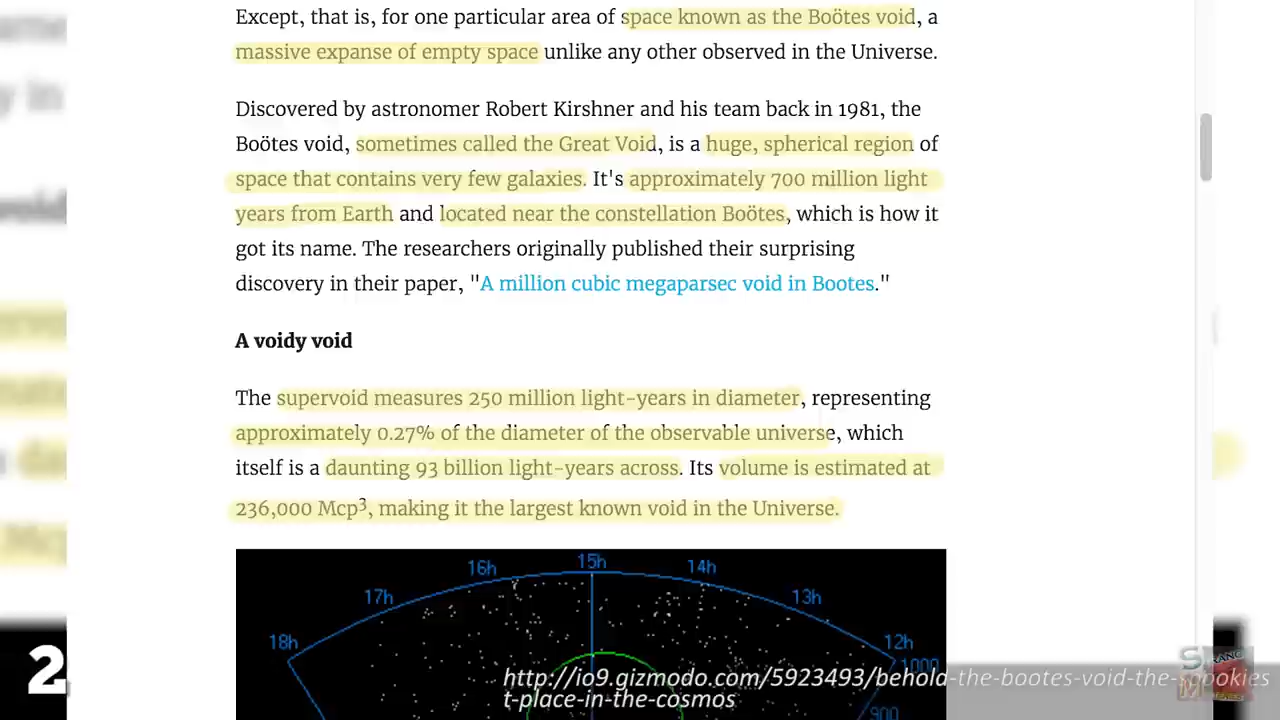 Except, that is, for one particular area of space known as the Boötes void, a
massive expanse of empty space unlike any other observed in the Universe.
Discovered by astronomer Robert Kirshner and his team back in 1981, the
Boötes void, sometimes called the Great Void, is a huge, spherical region of
space that contains very few galaxies. It's approximately 700 million light
years from Earth and located near the constellation Boötes, which is how it
got its name. The researchers originally published their surprising
discovery in their paper, "A million cubic megaparsec void in Bootes."
A voidy void
The supervoid measures 250 million light-years in diameter, representing
approximately 0.27% of the diameter of the observable universe, which
itself is a daunting 93 billion light-years across. Its volume is estimated at
236,000 Mcp³, making it the largest known void in the Universe.
15h
16h 14h
17h 13h
18h 12h
1000
900
2
http://io9.gizmodo.com/5923493/behold-the-bootes-void-the-spookies
t-place-in-the-cosmos